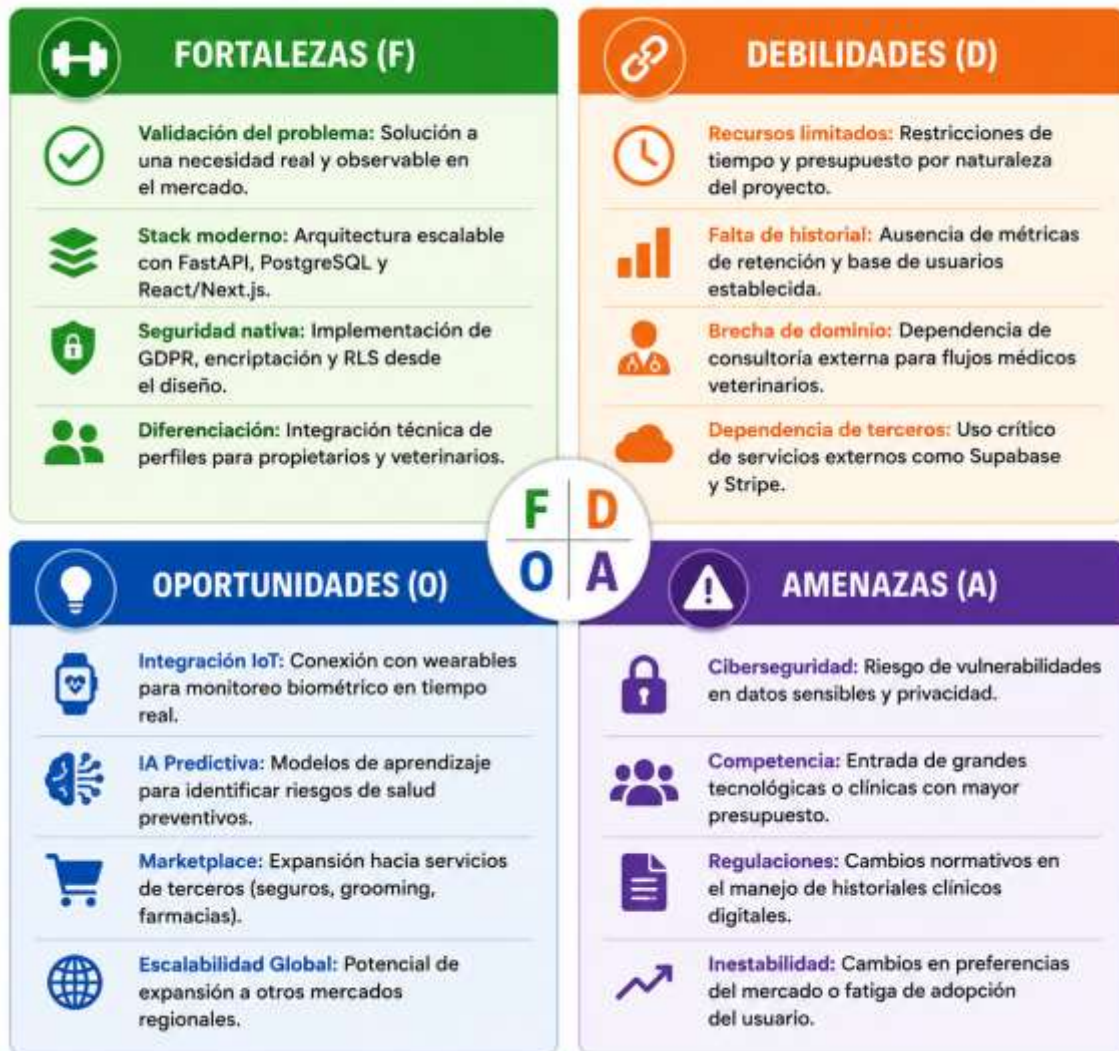 FORTALEZAS (F)
Validación del problema: Solución a
una necesidad real y observable en
el mercado.
Stack moderno: Arquitectura escalable
con FastAPI, PostgreSQL y
React/Next.js.
Seguridad nativa: Implementación de
GDPR, encriptación y RLS desde
el diseño.
Diferenciación: Integración técnica de
perfiles para propietarios y veterinarios.
DEBILIDADES (D)
Recursos limitados: Restricciones de
tiempo y presupuesto por naturaleza
del proyecto.
Falta de historial: Ausencia de métricas
de retención y base de usuarios
establecida.
Brecha de dominio: Dependencia de
consultoría externa para flujos médicos
veterinarios.
Dependencia de terceros: Uso crítico
de servicios externos como Supabase
y Stripe.
F D
O A
OPORTUNIDADES (O)
Integración IoT: Conexión con wearables
para monitoreo biométrico en tiempo
real.
IA Predictiva: Modelos de aprendizaje
para identificar riesgos de salud
preventivos.
Marketplace: Expansión hacia servicios
de terceros (seguros, grooming,
farmacias).
Escalabilidad Global: Potencial de
expansión a otros mercados
regionales.
AMENAZAS (A)
Ciberseguridad: Riesgo de vulnerabilidades
en datos sensibles y privacidad.
Competencia: Entrada de grandes
tecnológicas o clínicas con mayor
presupuesto.
Regulaciones: Cambios normativos en
el manejo de historiales clínicos
digitales.
Inestabilidad: Cambios en preferencias
del mercado o fatiga de adopción
del usuario.